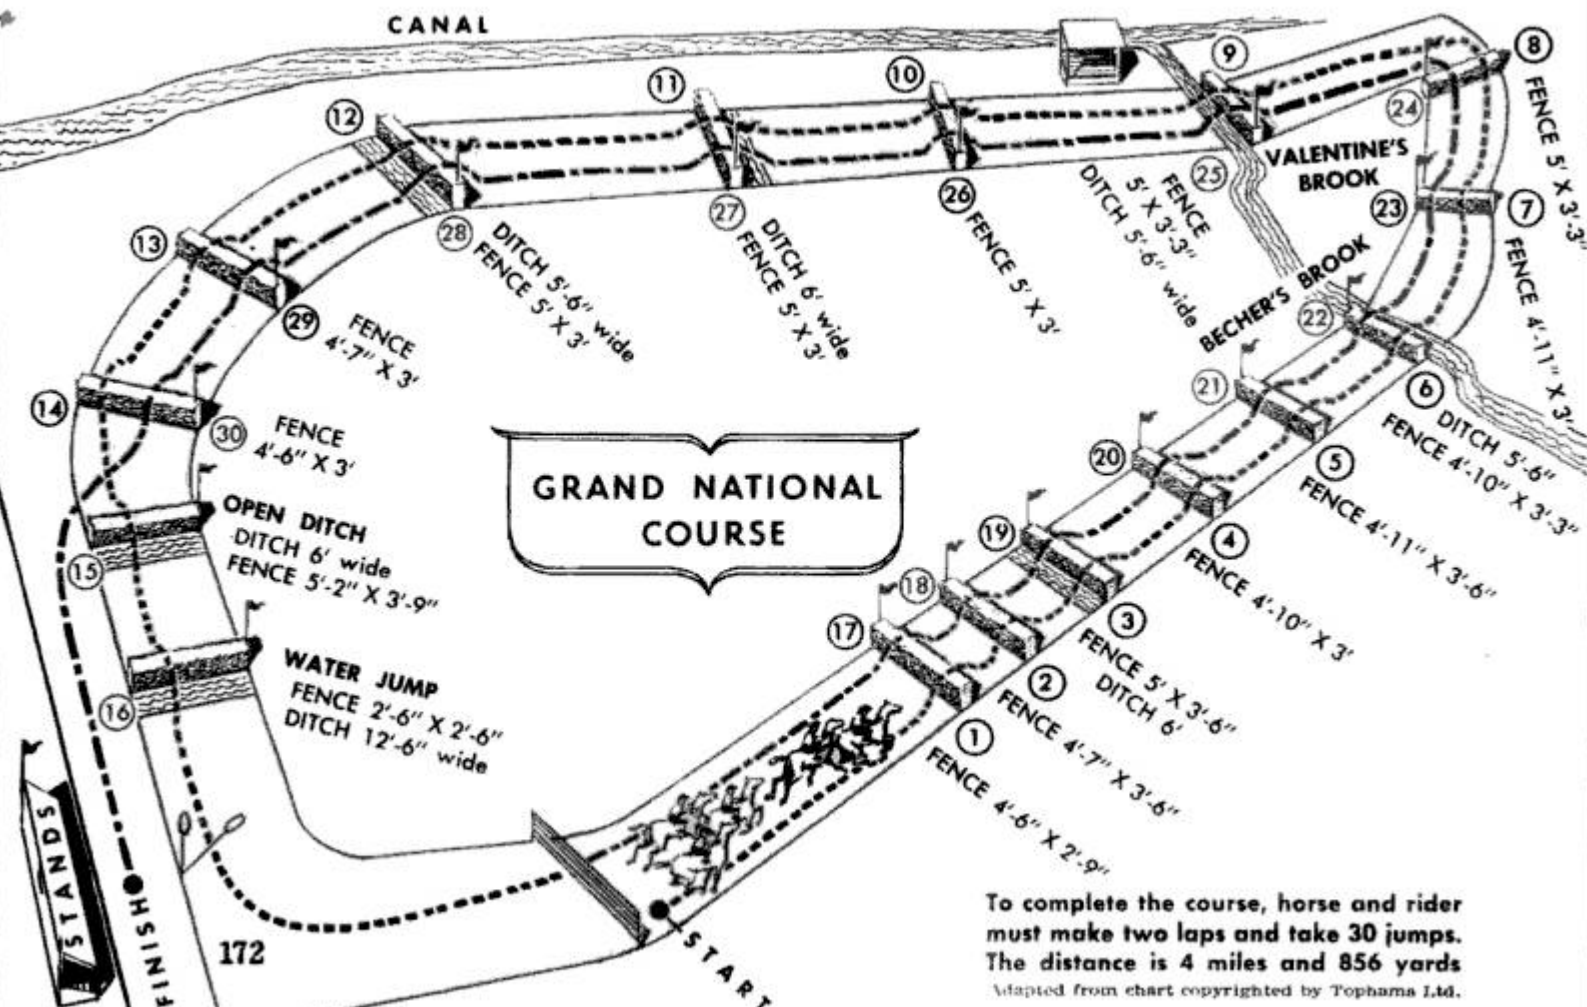 CANAL
12
11
10
9
8
FENCE 5' X 3'-3"
24
VALENTINE'S
BROOK
25
FENCE
5' X 3'-3"
DITCH 5'-6" wide
26
FENCE 5' X 3'
27
DITCH 6' wide
FENCE 5' X 3'
28
DITCH 5'-6" wide
FENCE 5' X 3'
23
7
FENCE 4'-11" X 3'
13
29
FENCE
4'-7" X 3'
BECHER'S BROOK
22
6
DITCH 5'-6"
FENCE 4'-10" X 3'-3"
14
30
FENCE
4'-6" X 3'
21
5
FENCE 4'-11" X 3'-6"
20
4
FENCE 4'-10" X 3'
GRAND NATIONAL
COURSE
OPEN DITCH
DITCH 6' wide
FENCE 5'-2" X 3'-9"
15
19
3
FENCE 5' X 3'-6"
DITCH 6'
18
2
FENCE 4'-7" X 3'-6"
17
1
FENCE 4'-6" X 2'-9"
WATER JUMP
FENCE 2'-6" X 2'-6"
DITCH 12'-6" wide
16
STANDS
FINISH
172
START
To complete the course, horse and rider
must make two laps and take 30 jumps.
The distance is 4 miles and 856 yards
Adapted from chart copyrighted by Tophams Ltd.